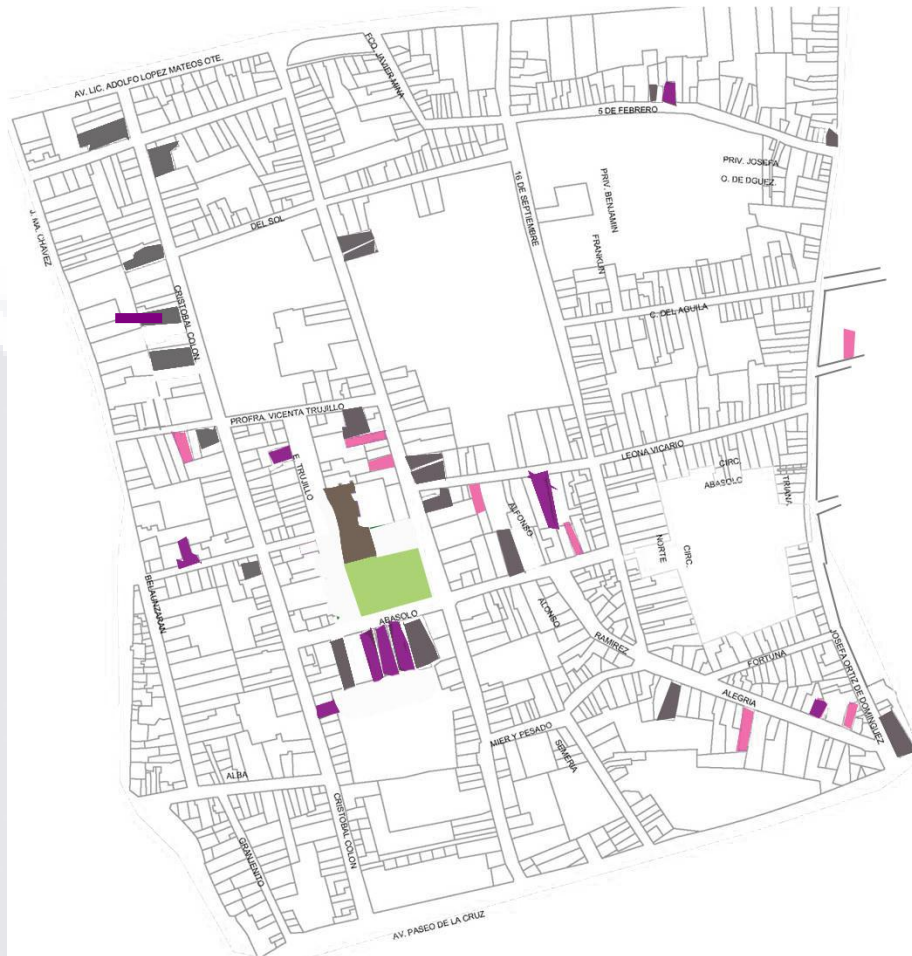 AV. LIC. ADOLFO LOPEZ MATEOS OTE.
FCO. JAVIER MINA
5 DE FEBRERO
PRIV. JOSEFA
O. DE DGUEZ.
J. MA. CHAVEZ
DEL SOL
16 DE SEPTIEMBRE
PRIV. BENJAMIN
FRANKLIN
CRISTOBAL COLON
C. DEL AGUILA
PROFRA. VICENTA TRUJILLO
E. TRUJILLO
LEONA VICARIO
CIRC.
ABASOLO
TRIANA
ALFONSO
NORTE
CIRC.
BELAUNZARAN
ABASOLO
ALONSO
RAMIREZ
FORTUNA
JOSEFA ORTIZ DE DOMINGUEZ
ALEGRIA
MIER Y PESADO
SEMERIA
ALBA
CRISTOBAL COLON
GRANJENITO
AV. PASEO DE LA CRUZ